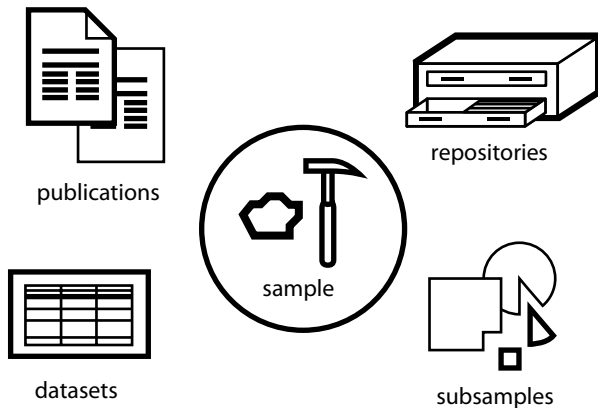 publications
repositories
sample
datasets
subsamples